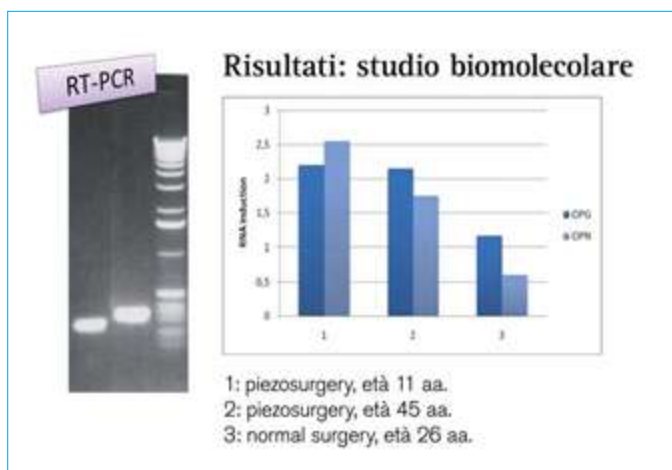 RT-PCR
Risultati: studio biomolecolare
3
2,5
2
1,5
1
0,5
0
RNA induction
1
2
3
OPG
OPN
1: piezosurgery, età 11 aa.
2: piezosurgery, età 45 aa.
3: normal surgery, età 26 aa.